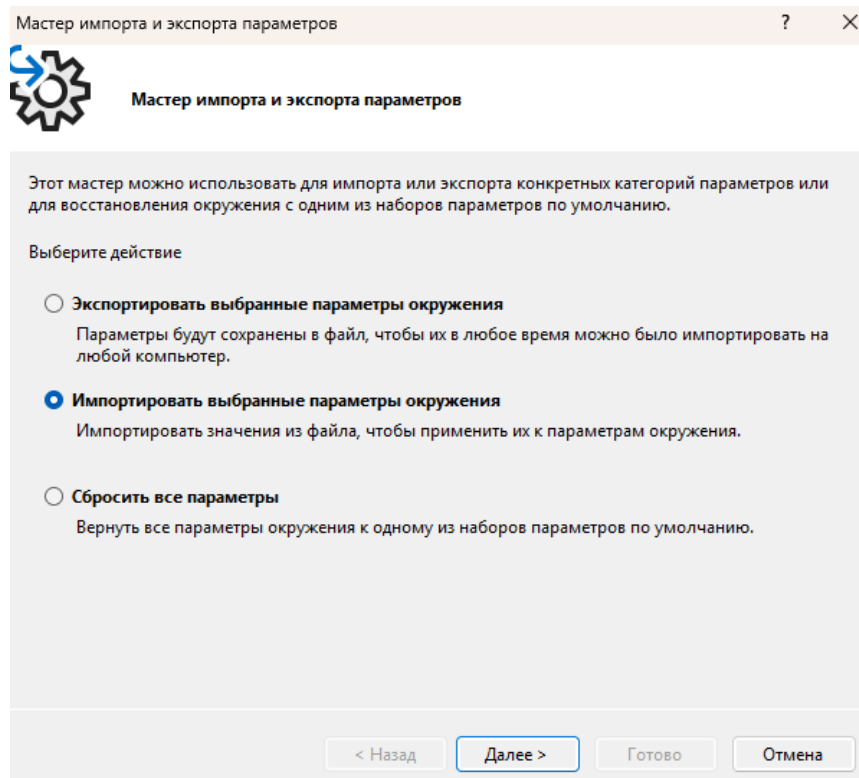 Мастер импорта и экспорта параметров
?
Мастер импорта и экспорта параметров
Этот мастер можно использовать для импорта или экспорта конкретных категорий параметров или
для восстановления окружения с одним из наборов параметров по умолчанию.
Выберите действие
Экспортировать выбранные параметры окружения
Параметры будут сохранены в файл, чтобы их в любое время можно было импортировать на
любой компьютер.
Импортировать выбранные параметры окружения
Импортировать значения из файла, чтобы применить их к параметрам окружения.
Сбросить все параметры
Вернуть все параметры окружения к одному из наборов параметров по умолчанию.
< Назад Далее > Готово Отмена